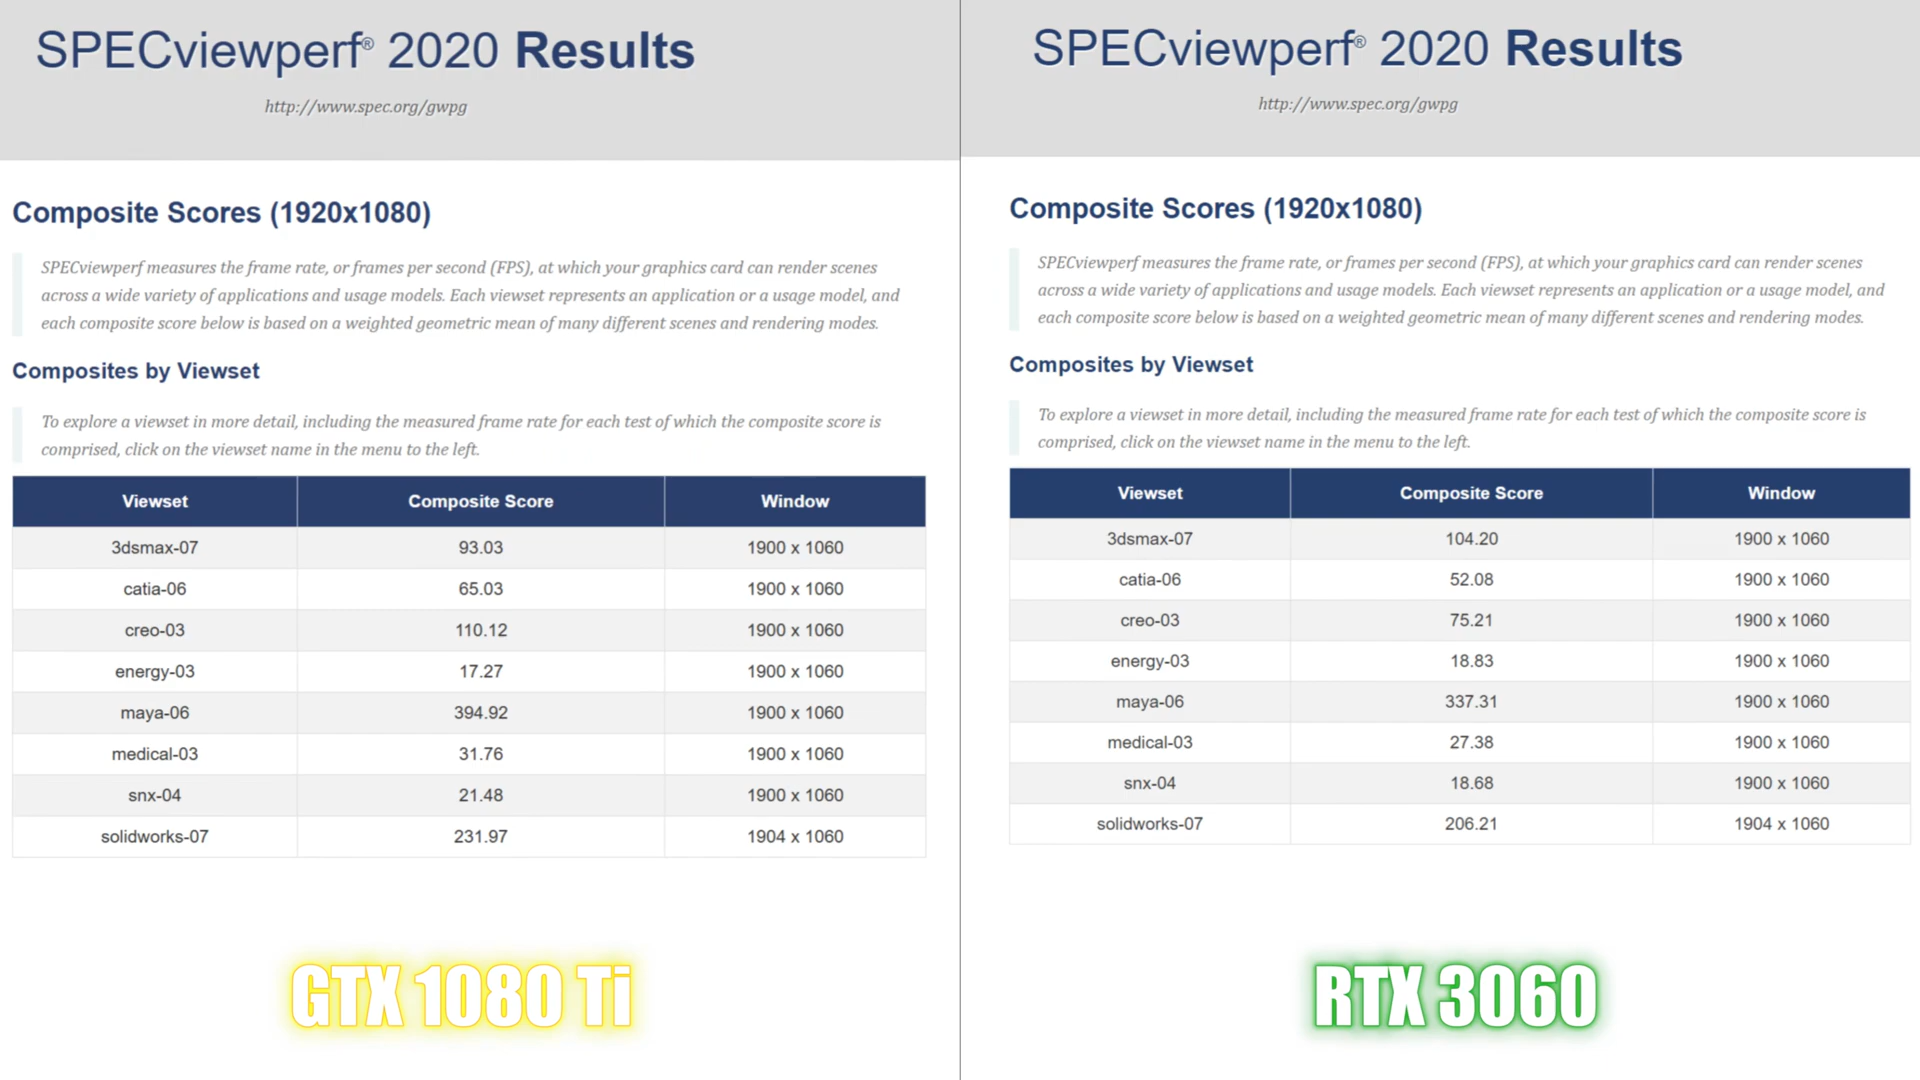 SPECviewperf® 2020 Results
http://www.spec.org/gwpg
Composite Scores (1920x1080)
SPECviewperf measures the frame rate, or frames per second (FPS), at which your graphics card can render scenes
across a wide variety of applications and usage models. Each viewset represents an application or a usage model, and
each composite score below is based on a weighted geometric mean of many different scenes and rendering modes.
Composites by Viewset
To explore a viewset in more detail, including the measured frame rate for each test of which the composite score is
comprised, click on the viewset name in the menu to the left.
Viewset Composite Score Window
3dsmax-07 93.03 1900 x 1060
catia-06 65.03 1900 x 1060
creo-03 110.12 1900 x 1060
energy-03 17.27 1900 x 1060
maya-06 394.92 1900 x 1060
medical-03 31.76 1900 x 1060
snx-04 21.48 1900 x 1060
solidworks-07 231.97 1904 x 1060
GTX 1080 Ti
SPECviewperf® 2020 Results
http://www.spec.org/gwpg
Composite Scores (1920x1080)
SPECviewperf measures the frame rate, or frames per second (FPS), at which your graphics card can render scenes
across a wide variety of applications and usage models. Each viewset represents an application or a usage model, and
each composite score below is based on a weighted geometric mean of many different scenes and rendering modes.
Composites by Viewset
To explore a viewset in more detail, including the measured frame rate for each test of which the composite score is
comprised, click on the viewset name in the menu to the left.
Viewset Composite Score Window
3dsmax-07 104.20 1900 x 1060
catia-06 52.08 1900 x 1060
creo-03 75.21 1900 x 1060
energy-03 18.83 1900 x 1060
maya-06 337.31 1900 x 1060
medical-03 27.38 1900 x 1060
snx-04 18.68 1900 x 1060
solidworks-07 206.21 1904 x 1060
RTX 3060